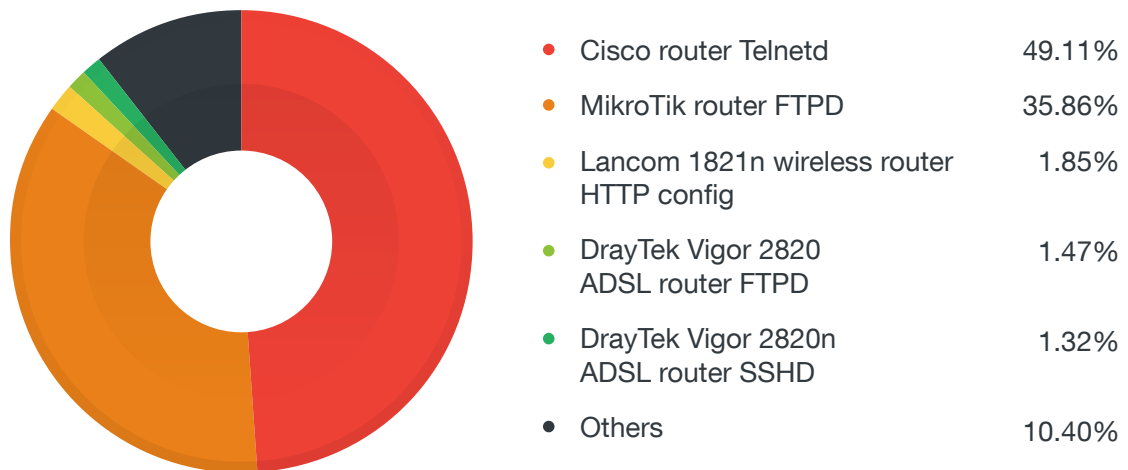 Cisco router Telnetd 49.11%
MikroTik router FTPD 35.86%
Lancom 1821n wireless router 1.85%
HTTP config
DrayTek Vigor 2820 1.47%
ADSL router FTPD
DrayTek Vigor 2820n 1.32%
ADSL router SSHD
Others 10.40%